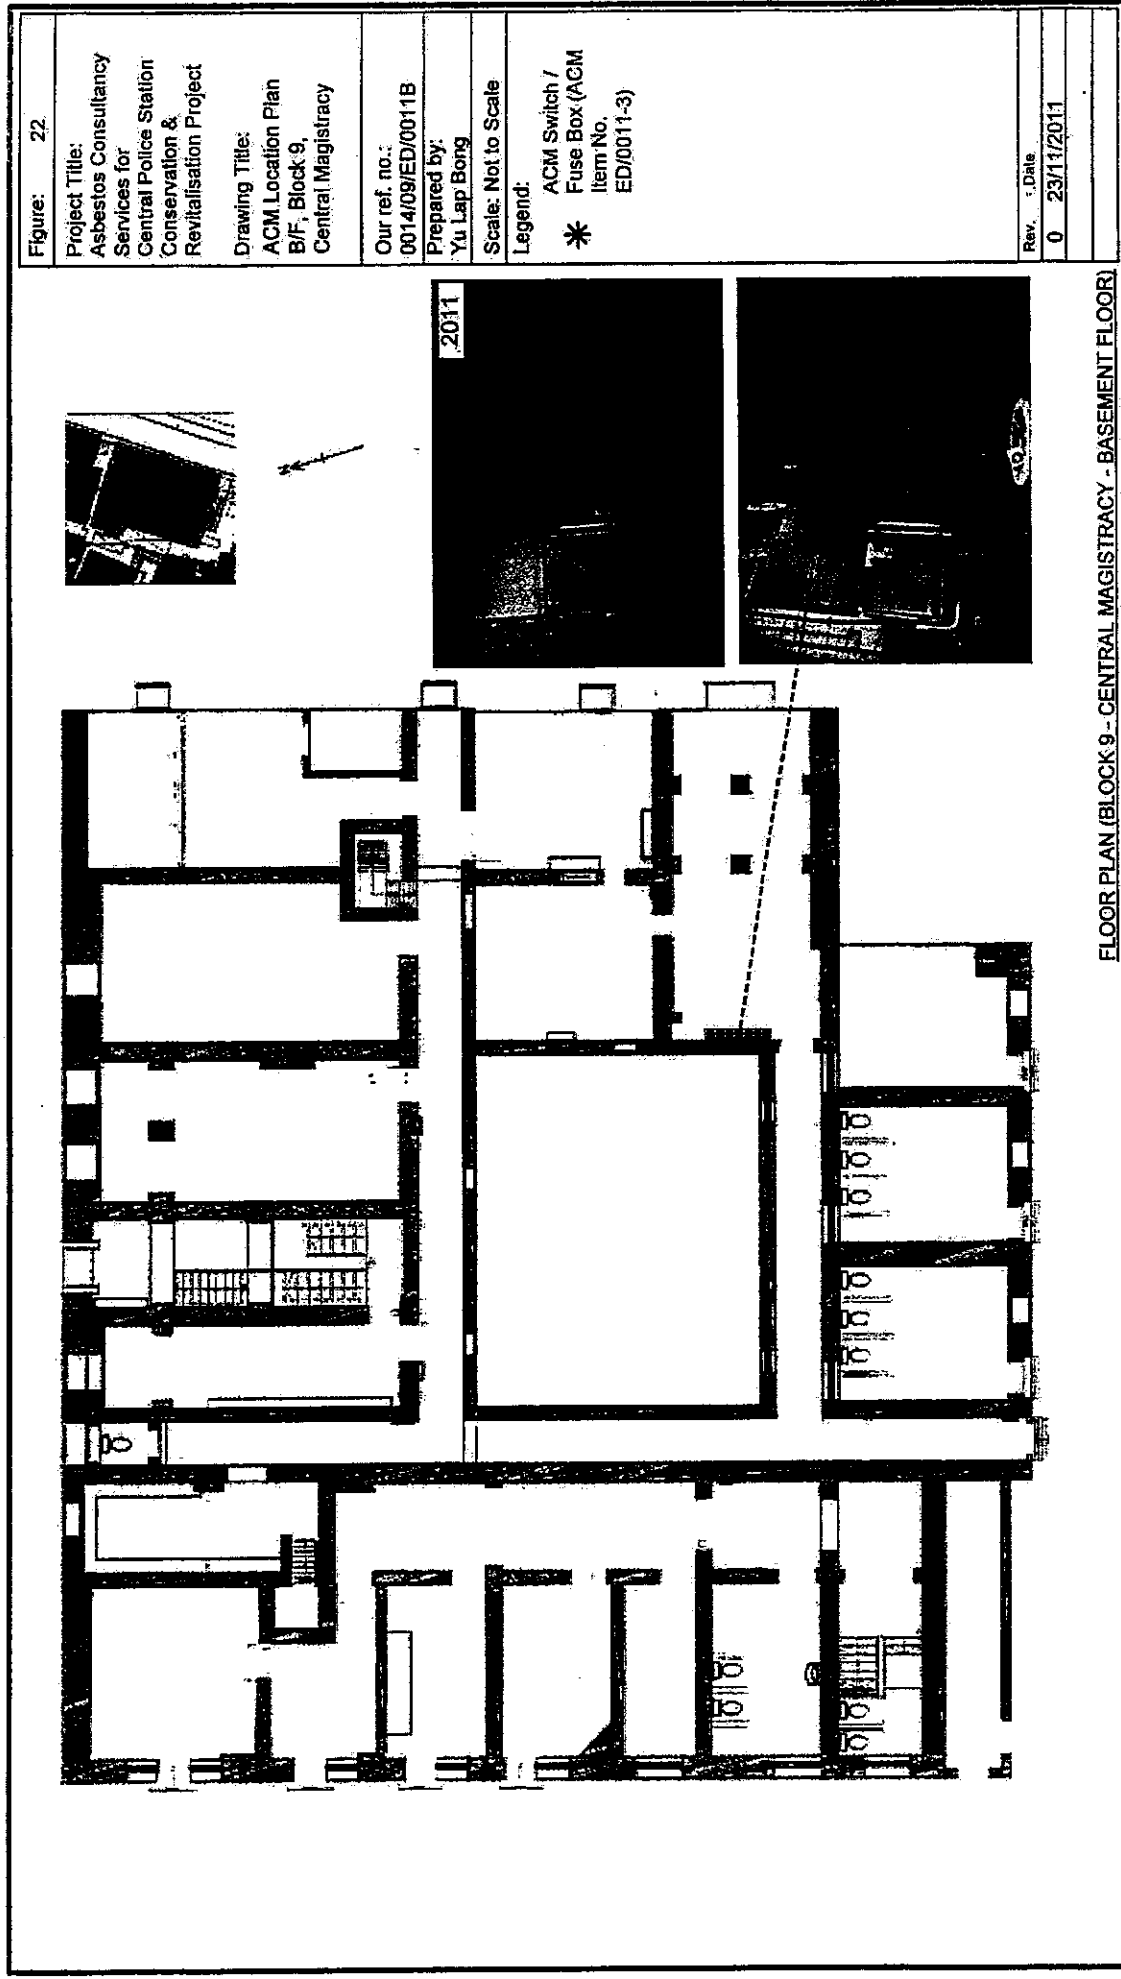 Figure: 22
Project Title:
Asbestos Consultancy
Services for
Central Police Station
Conservation &
Revitalisation Project
Drawing Title:
ACM Location Plan
B/F, Block 9,
Central Magistracy
Our ref. no.:
0014/09/ED/0011B
Prepared by:
Yu Lap Bong
Scale: Not to Scale
Legend:
ACM Switch /
Fuse Box (ACM
Item No.
ED/0011-3)
Rev. Date
0 23/11/2011
2011
N
FLOOR PLAN (BLOCK 9 - CENTRAL MAGISTRACY - BASEMENT FLOOR)